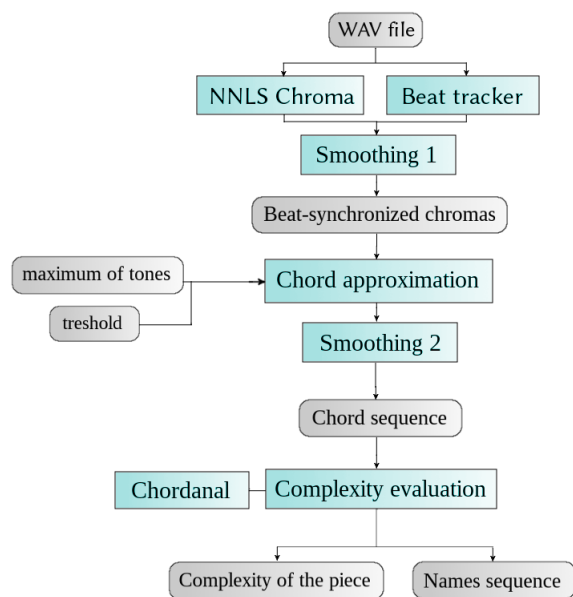 WAV file
NNLS Chroma
Beat tracker
Smoothing 1
Beat-synchronized chromas
maximum of tones
Chord approximation
treshold
Smoothing 2
Chord sequence
Chordanal
Complexity evaluation
Complexity of the piece
Names sequence